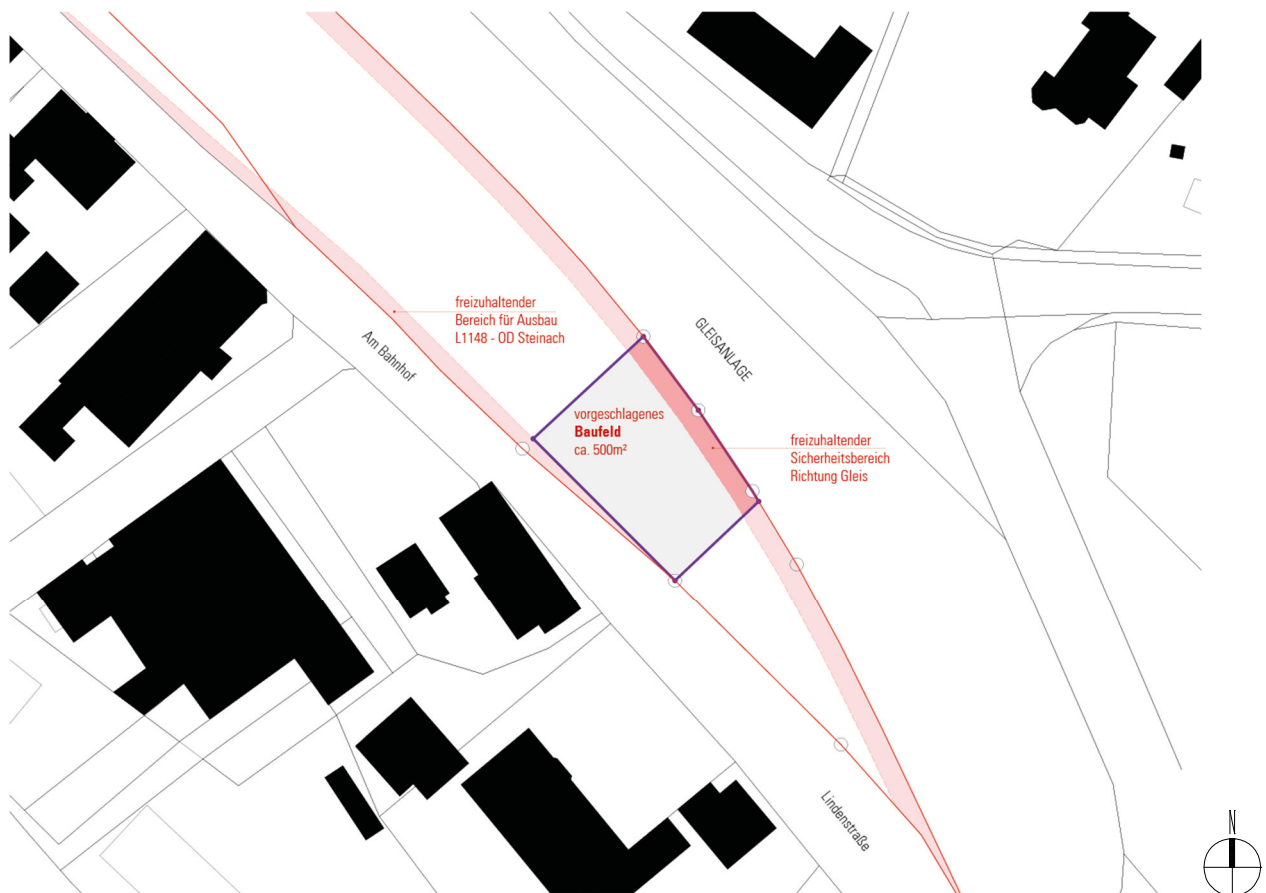 freizuhaltender
Bereich für Ausbau
L1148 - OD Steinach
Am Bahnhof
GLEISANLAGE
vorgeschlagenes
Baufeld
ca. 500m²
freizuhaltender
Sicherheitsbereich
Richtung Gleis
Lindenstraße
N